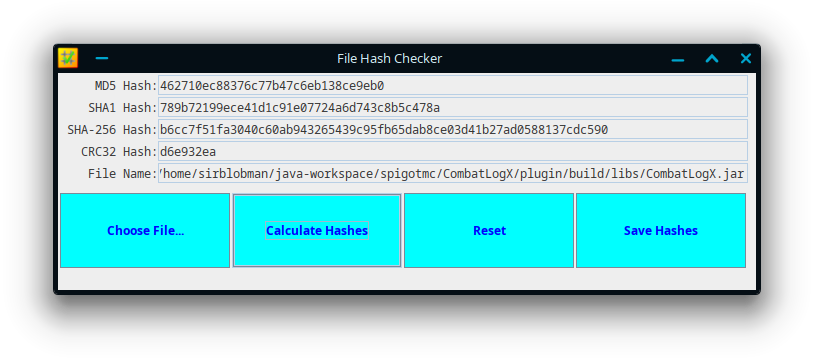 File Hash Checker
MD5 Hash: 462710ec88376c77b47c6eb138ce9eb0
SHA1 Hash: 789b72199ece41d1c91e07724a6d743c8b5c478a
SHA-256 Hash: b6cc7f51fa3040c60ab943265439c95fb65dab8ce03d41b27ad0588137cdc590
CRC32 Hash: d6e932ea
File Name: /home/sirblobman/java-workspace/spigotmc/CombatLogX/plugin/build/libs/CombatLogX.jar
Choose File... Calculate Hashes Reset Save Hashes